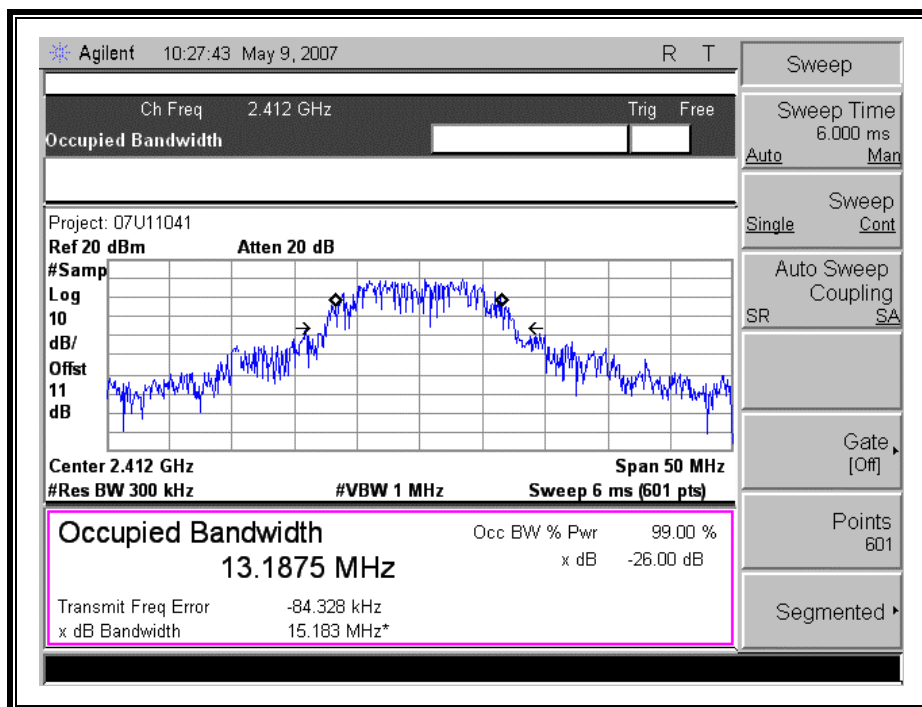 Agilent 10:27:43 May 9, 2007 R T
Ch Freq 2.412 GHz Trig Free
Occupied Bandwidth
Project: 07U11041
Ref 20 dBm Atten 20 dB
#Samp
Log
10
dB/
Offst
11
dB
Center 2.412 GHz Span 50 MHz
#Res BW 300 kHz #VBW 1 MHz Sweep 6 ms (601 pts)
Occupied Bandwidth Occ BW % Pwr 99.00 %
13.1875 MHz x dB -26.00 dB
Transmit Freq Error -84.328 kHz
x dB Bandwidth 15.183 MHz*
Sweep
Sweep Time
6.000 ms
Auto Man
Sweep
Single Cont
Auto Sweep
Coupling
SR SA
Gate
[Off]
Points
601
Segmented